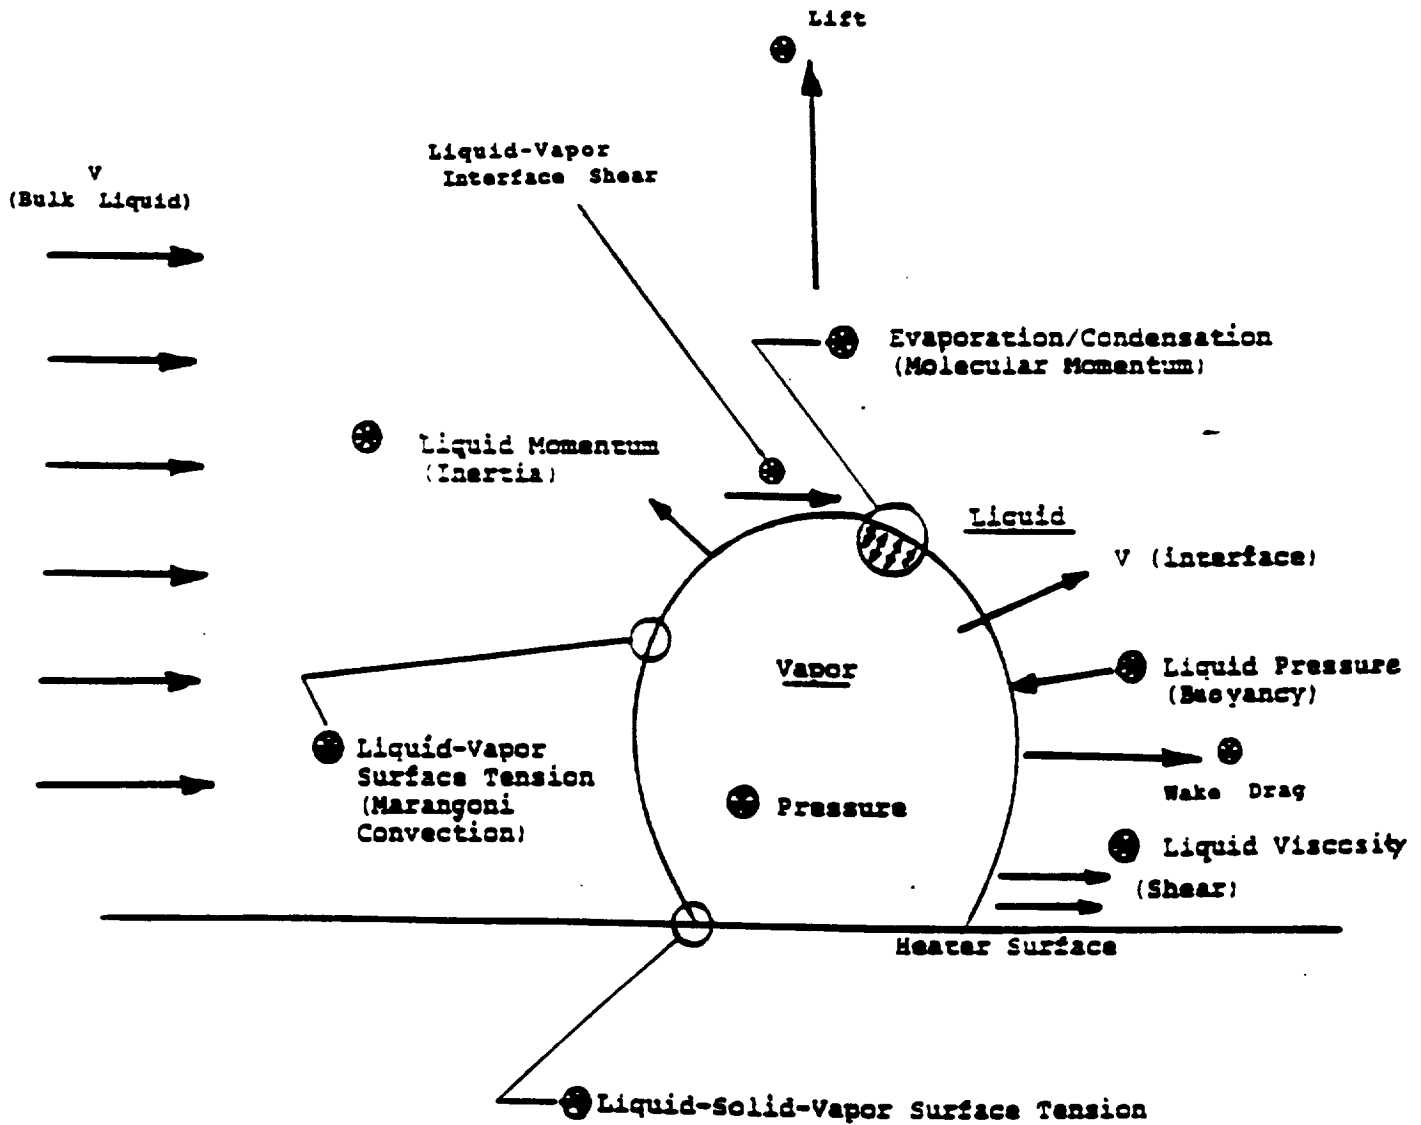 Lift
V
(Bulk Liquid)
Liquid-Vapor
Interface Shear
Evaporation/Condensation
(Molecular Momentum)
Liquid Momentum
(Inertia)
Liquid
V (interface)
Vapor
Liquid Pressure
(Buoyancy)
Liquid-Vapor
Surface Tension
(Marangoni
Convection)
Pressure
Wake Drag
Liquid Viscosity
(Shear)
Heater Surface
Liquid-Solid-Vapor Surface Tension